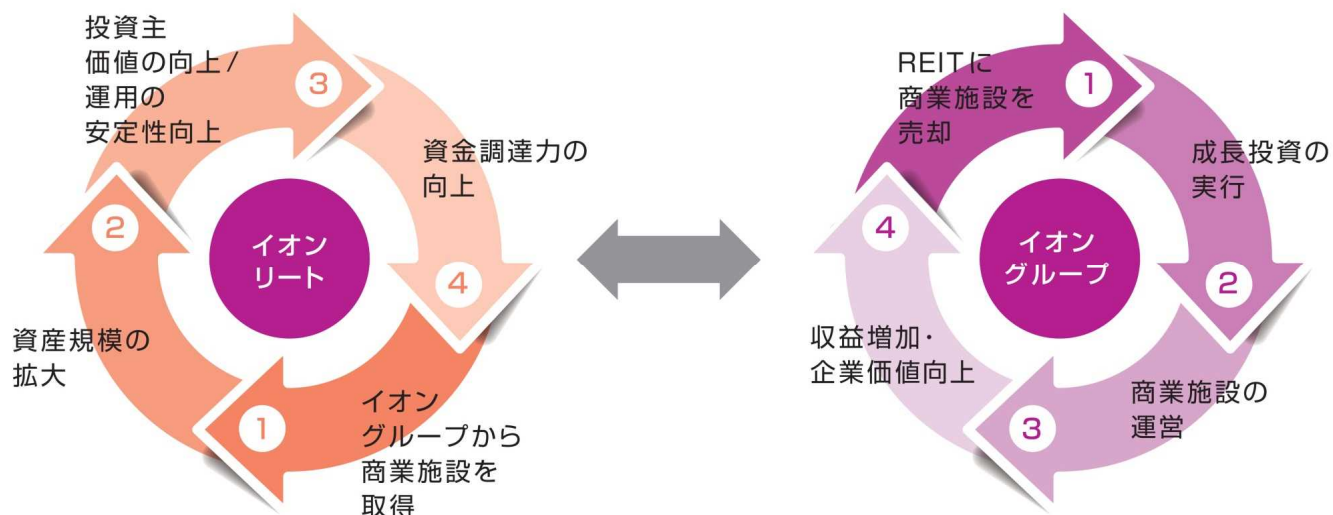 投資主
価値の向上/
運用の
安定性向上
3
資金調達力の
向上
4
2
イオン
リート
資産規模の
拡大
1
イオン
グループから
商業施設を
取得
REITに
商業施設を
売却
1
成長投資の
実行
2
4
イオン
グループ
収益増加・
企業価値向上
商業施設の
運営
3